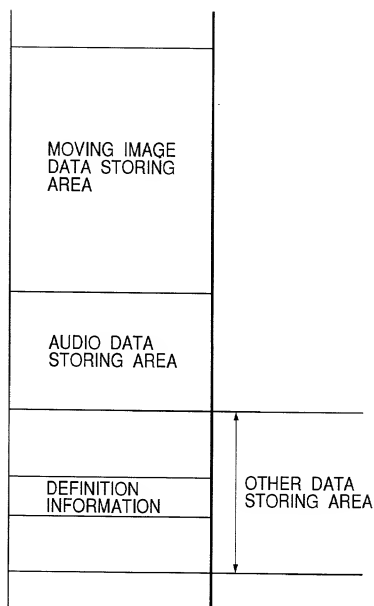 MOVING IMAGE
DATA STORING
AREA
AUDIO DATA
STORING AREA
DEFINITION
INFORMATION
OTHER DATA
STORING AREA